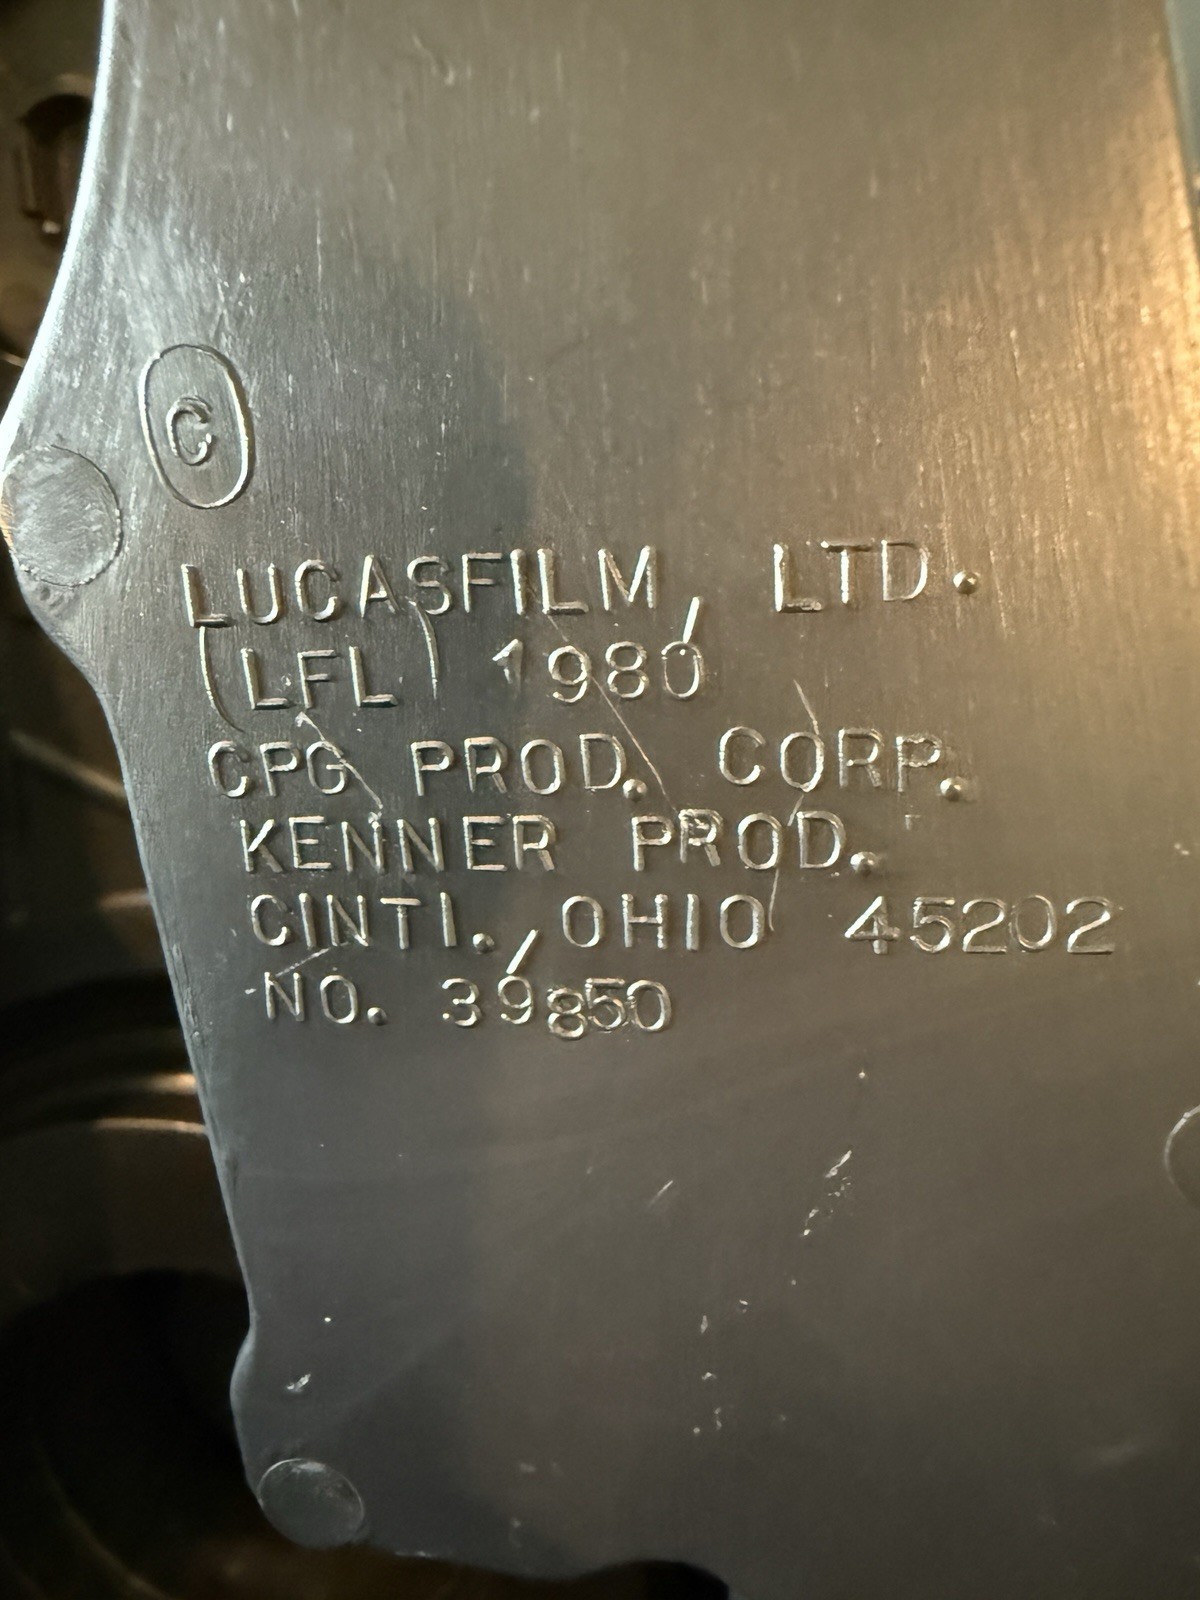 ©
LUCASFILM, LTD.
(LFL) 1980
CPG PROD. CORP.
KENNER PROD.
CINTI., OHIO 45202
NO. 39850